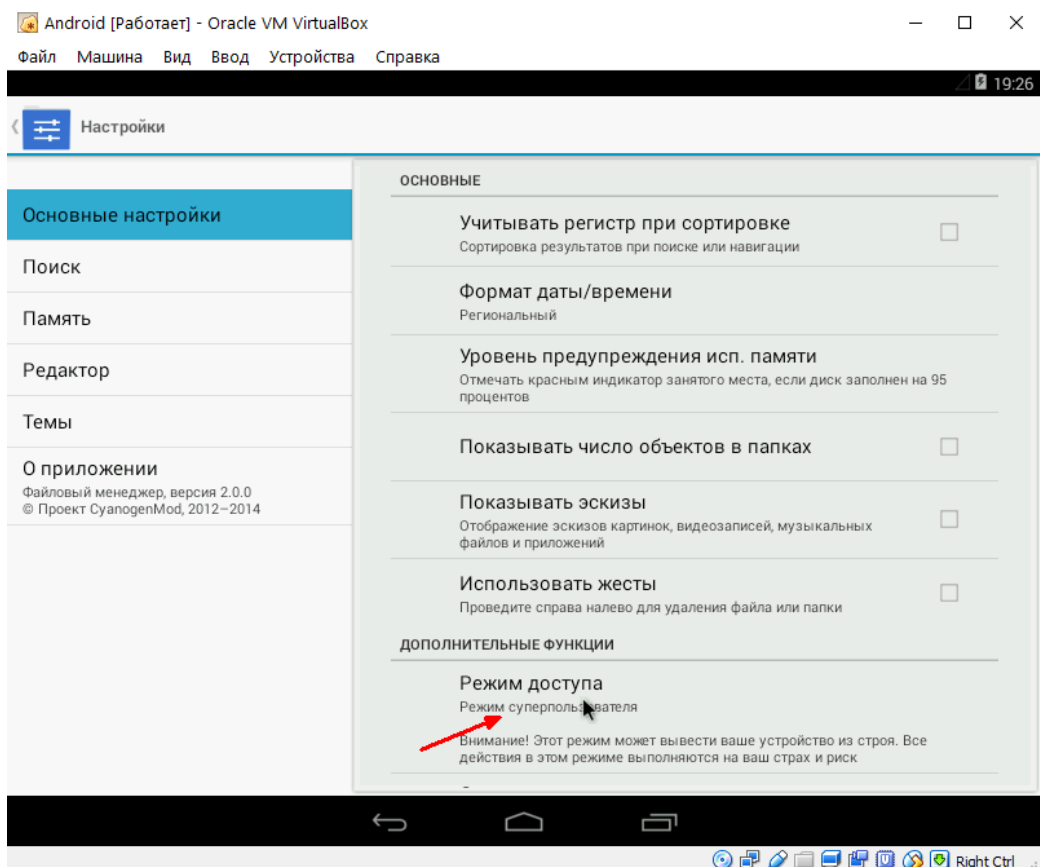 Android [Работает] - Oracle VM VirtualBox
Файл Машина Вид Ввод Устройства Справка
19:26
Настройки
Основные настройки
Поиск
Память
Редактор
Темы
О приложении
Файловый менеджер, версия 2.0.0
© Проект CyanogenMod, 2012–2014
ОСНОВНЫЕ
Учитывать регистр при сортировке
Сортировка результатов при поиске или навигации
Формат даты/времени
Региональный
Уровень предупреждения исп. памяти
Отмечать красным индикатор занятого места, если диск заполнен на 95
процентов
Показывать число объектов в папках
Показывать эскизы
Отображение эскизов картинок, видеозаписей, музыкальных
файлов и приложений
Использовать жесты
Проведите справа налево для удаления файла или папки
ДОПОЛНИТЕЛЬНЫЕ ФУНКЦИИ
Режим доступа
Режим суперпользователя
Внимание! Этот режим может вывести ваше устройство из строя. Все
действия в этом режиме выполняются на ваш страх и риск
Right Ctrl